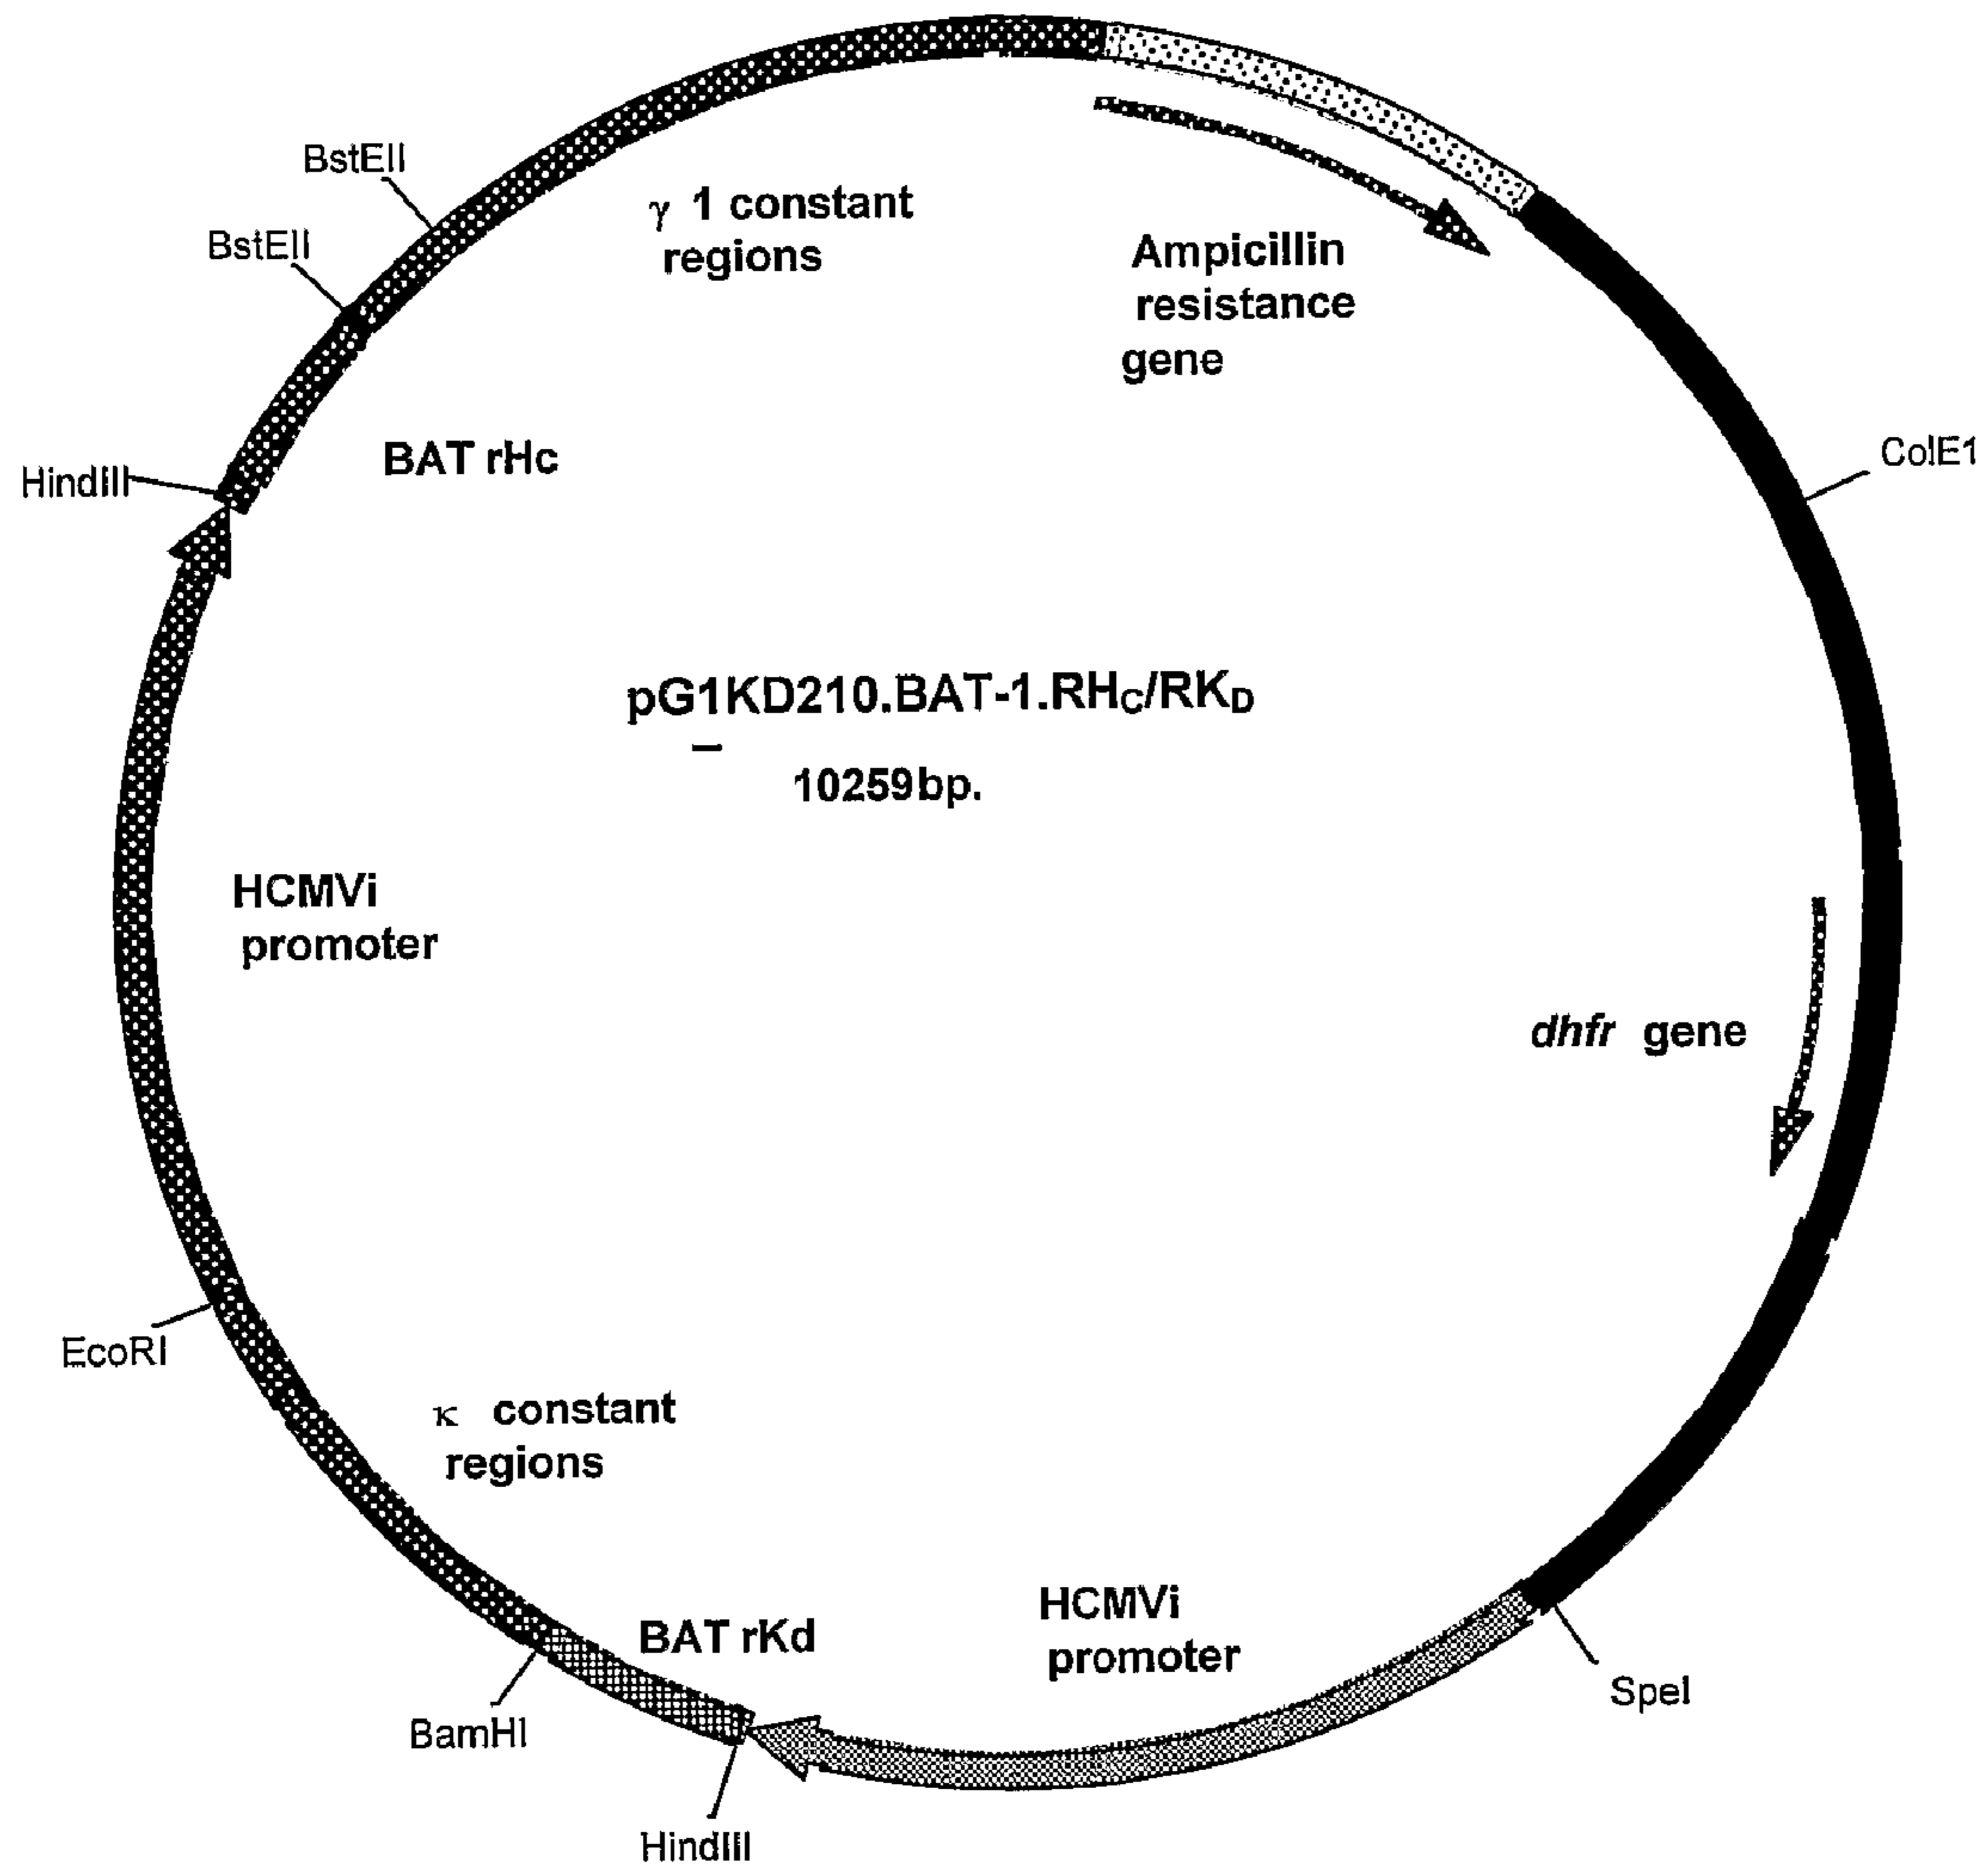 BstEII
γ 1 constant
regions
BstEII
Ampicillin
resistance
gene
BAT rHc
HindIII
ColE1
pG1KD210.BAT-1.RHC/RKD
10259bp.
HCMVi
promoter
dhfr gene
EcoRI
κ constant
regions
HCMVi
promoter
BAT rKd
SpeI
BamHI
HindIII